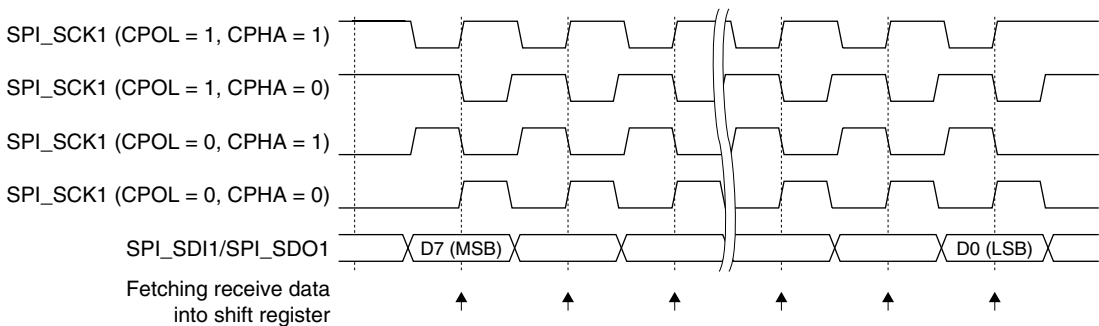 SPI_SCK1 (CPOL = 1, CPHA = 1)
SPI_SCK1 (CPOL = 1, CPHA = 0)
SPI_SCK1 (CPOL = 0, CPHA = 1)
SPI_SCK1 (CPOL = 0, CPHA = 0)
SPI_SDI1/SPI_SDO1 D7 (MSB) D0 (LSB)
Fetching receive data
into shift register